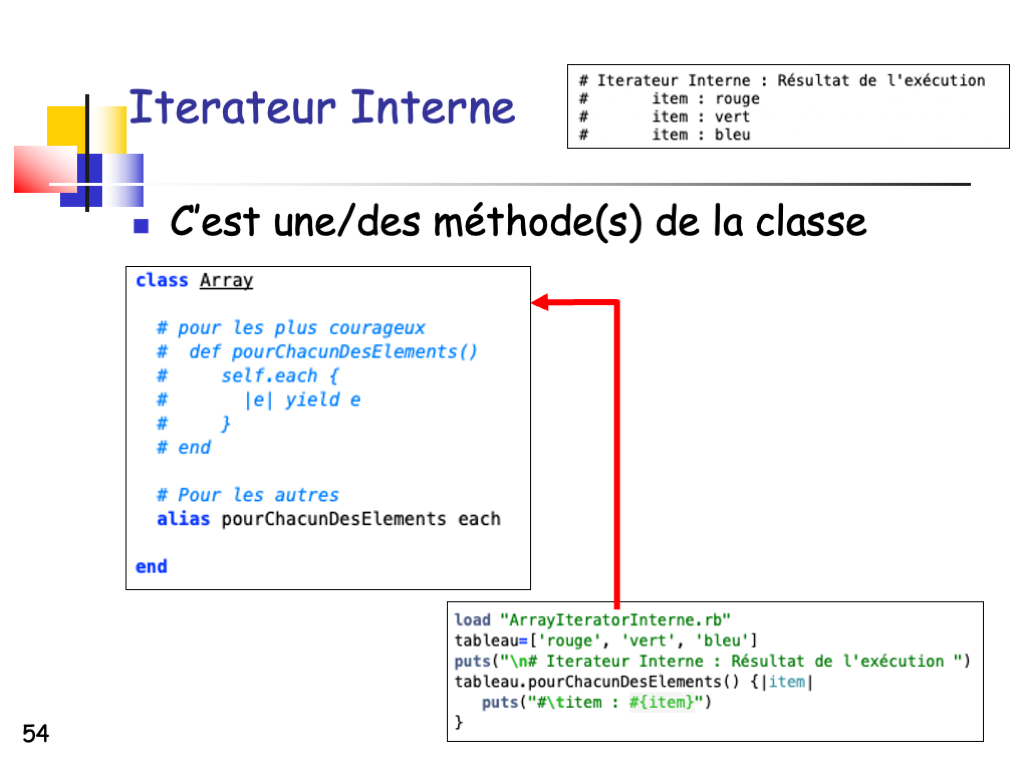 Iterateur Interne
# Iterateur Interne : Résultat de l'exécution
#       item : rouge
#       item : vert
#       item : bleu
C'est une/des méthode(s) de la classe
class Array
# pour les plus courageux
#  def pourChacunDesElements()
#     self.each {
#       |e| yield e
#     }
# end
# Pour les autres
alias pourChacunDesElements each
end
load "ArrayIteratorInterne.rb"
tableau=['rouge', 'vert', 'bleu']
puts("\n# Iterateur Interne : Résultat de l'exécution ")
tableau.pourChacunDesElements() {|item|
puts("#\titem : #{item}")
}
54